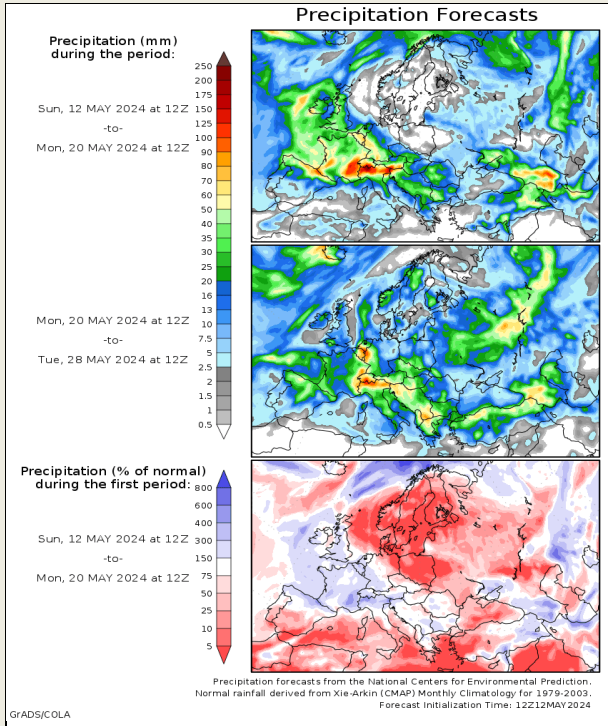 Precipitation Forecasts
Precipitation (mm)
during the period:
Sun, 12 MAY 2024 at 12Z
-to-
Mon, 20 MAY 2024 at 12Z
250
200
175
150
125
100
90
80
70
60
50
40
35
30
25
20
16
13
10
7.5
5
2.5
2
1.5
1
0.5
Mon, 20 MAY 2024 at 12Z
-to-
Tue, 28 MAY 2024 at 12Z
Precipitation (% of normal)
during the first period:
Sun, 12 MAY 2024 at 12Z
-to-
Mon, 20 MAY 2024 at 12Z
800
600
400
300
150
75
50
25
10
5
Precipitation forecasts from the National Centers for Environmental Prediction.
Normal rainfall derived from Xie-Arkin (CMAP) Monthly Climatology for 1979-2003.
Forecast Initialization Time: 12Z12MAY2024
GrADS/COLA